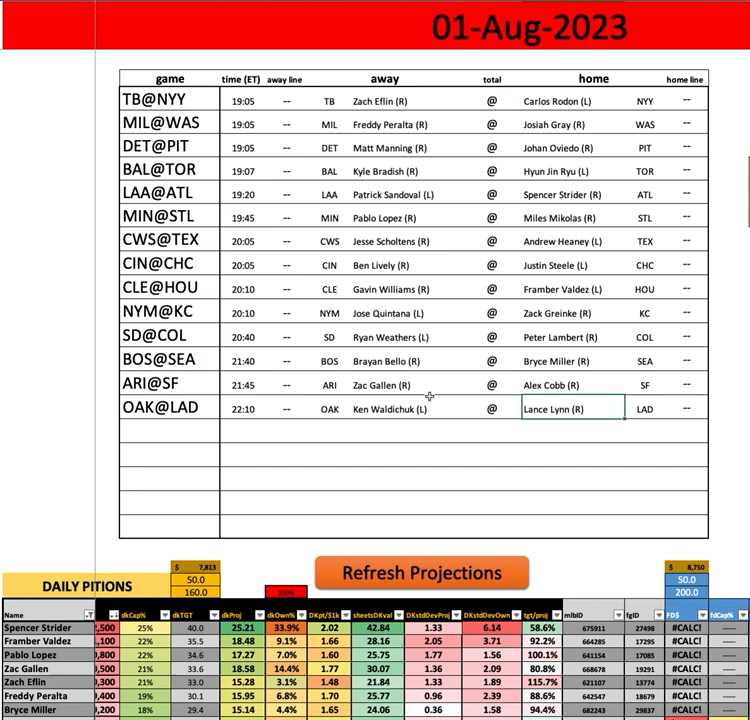 01-Aug-2023
game time (ET) away line away total home home line
TB@NYY 19:05 -- TB Zach Eflin (R) @ Carlos Rodon (L) NYY --
MIL@WAS 19:05 -- MIL Freddy Peralta (R) @ Josiah Gray (R) WAS --
DET@PIT 19:05 -- DET Matt Manning (R) @ Johan Oviedo (R) PIT --
BAL@TOR 19:07 -- BAL Kyle Bradish (R) @ Hyun Jin Ryu (L) TOR --
LAA@ATL 19:20 -- LAA Patrick Sandoval (L) @ Spencer Strider (R) ATL --
MIN@STL 19:45 -- MIN Pablo Lopez (R) @ Miles Mikolas (R) STL --
CWS@TEX 20:05 -- CWS Jesse Scholtens (R) @ Andrew Heaney (L) TEX --
CIN@CHC 20:05 -- CIN Ben Lively (R) @ Justin Steele (L) CHC --
CLE@HOU 20:10 -- CLE Gavin Williams (R) @ Framber Valdez (L) HOU --
NYM@KC 20:10 -- NYM Jose Quintana (L) @ Zack Greinke (R) KC --
SD@COL 20:40 -- SD Ryan Weathers (L) @ Peter Lambert (R) COL --
BOS@SEA 21:40 -- BOS Brayan Bello (R) @ Bryce Miller (R) SEA --
ARI@SF 21:45 -- ARI Zac Gallen (R) @ Alex Cobb (R) SF --
OAK@LAD 22:10 -- OAK Ken Waldichuk (L) @ Lance Lynn (R) LAD --
$ 7,813 $ 8,750
DAILY PITIONS 50.0 Refresh Projections 50.0
160.0 200% 200.0
Name dkCap% dkTGT dkProj dkOwn% DKpt/$1k sheetsDKval DKstdDevProj DKstdDevOwn tgt/proj mlbID fgID FD$ fdCap%
Spencer Strider ,500 25% 40.0 25.21 33.9% 2.02 42.84 1.33 6.14 58.6% 675911 27498 #CALC! -----
Framber Valdez ,100 22% 35.5 18.48 9.1% 1.66 28.16 2.05 3.71 92.2% 664285 17295 #CALC! -----
Pablo Lopez ,800 22% 34.6 17.27 7.0% 1.60 25.75 1.77 1.56 100.1% 641154 17085 #CALC! -----
Zac Gallen ,500 21% 33.6 18.58 14.4% 1.77 30.07 1.36 2.09 80.8% 668678 19291 #CALC! -----
Zach Eflin ,300 21% 33.0 15.28 3.1% 1.48 21.84 1.33 1.89 115.7% 621107 13774 #CALC! -----
Freddy Peralta ,400 19% 30.1 15.95 6.8% 1.70 25.77 0.96 2.39 88.6% 642547 18679 #CALC! -----
Bryce Miller ,200 18% 29.4 15.14 4.4% 1.65 24.06 0.36 1.58 94.4% 682243 29837 #CALC! -----